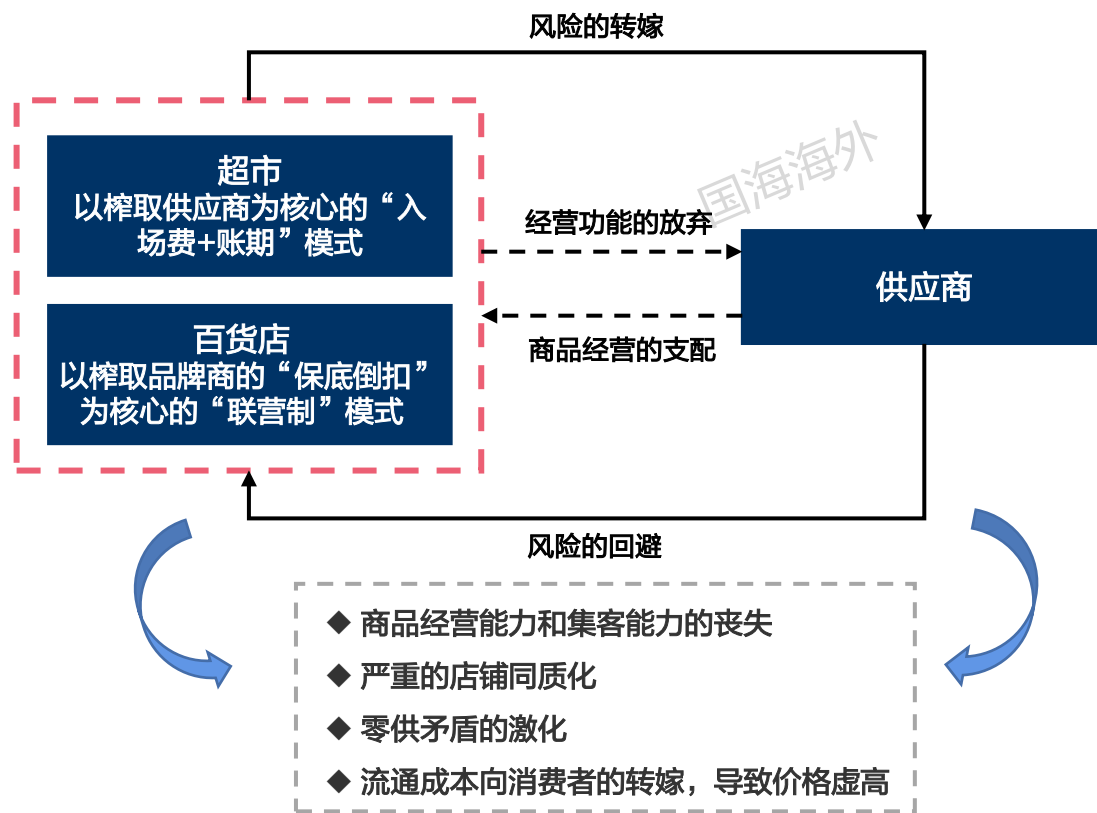 风险的转嫁
国海海外
超市
以榨取供应商为核心的“入
场费+账期”模式
经营功能的放弃
供应商
百货店
以榨取品牌商的“保底倒扣”
为核心的“联营制”模式
商品经营的支配
风险的回避
◆ 商品经营能力和集客能力的丧失
◆ 严重的店铺同质化
◆ 零供矛盾的激化
◆ 流通成本向消费者的转嫁，导致价格虚高